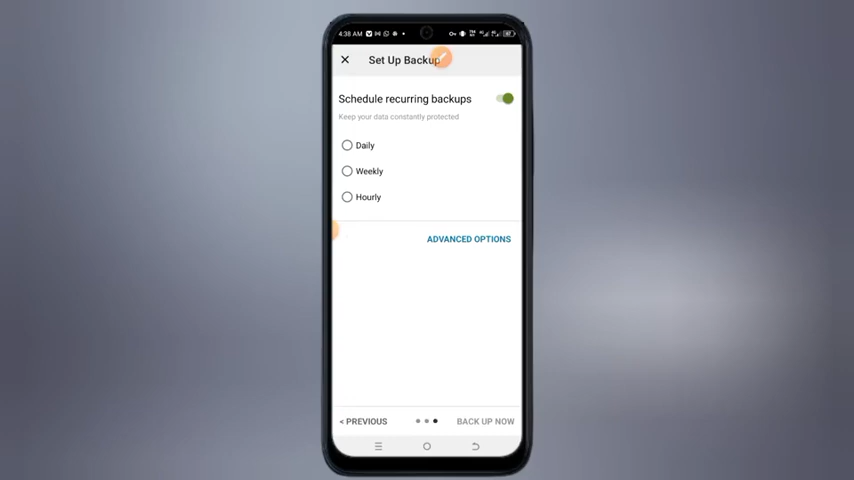 4:38 AM
Set Up Backup
Schedule recurring backups
Keep your data constantly protected
Daily
Weekly
Hourly
ADVANCED OPTIONS
< PREVIOUS
BACK UP NOW